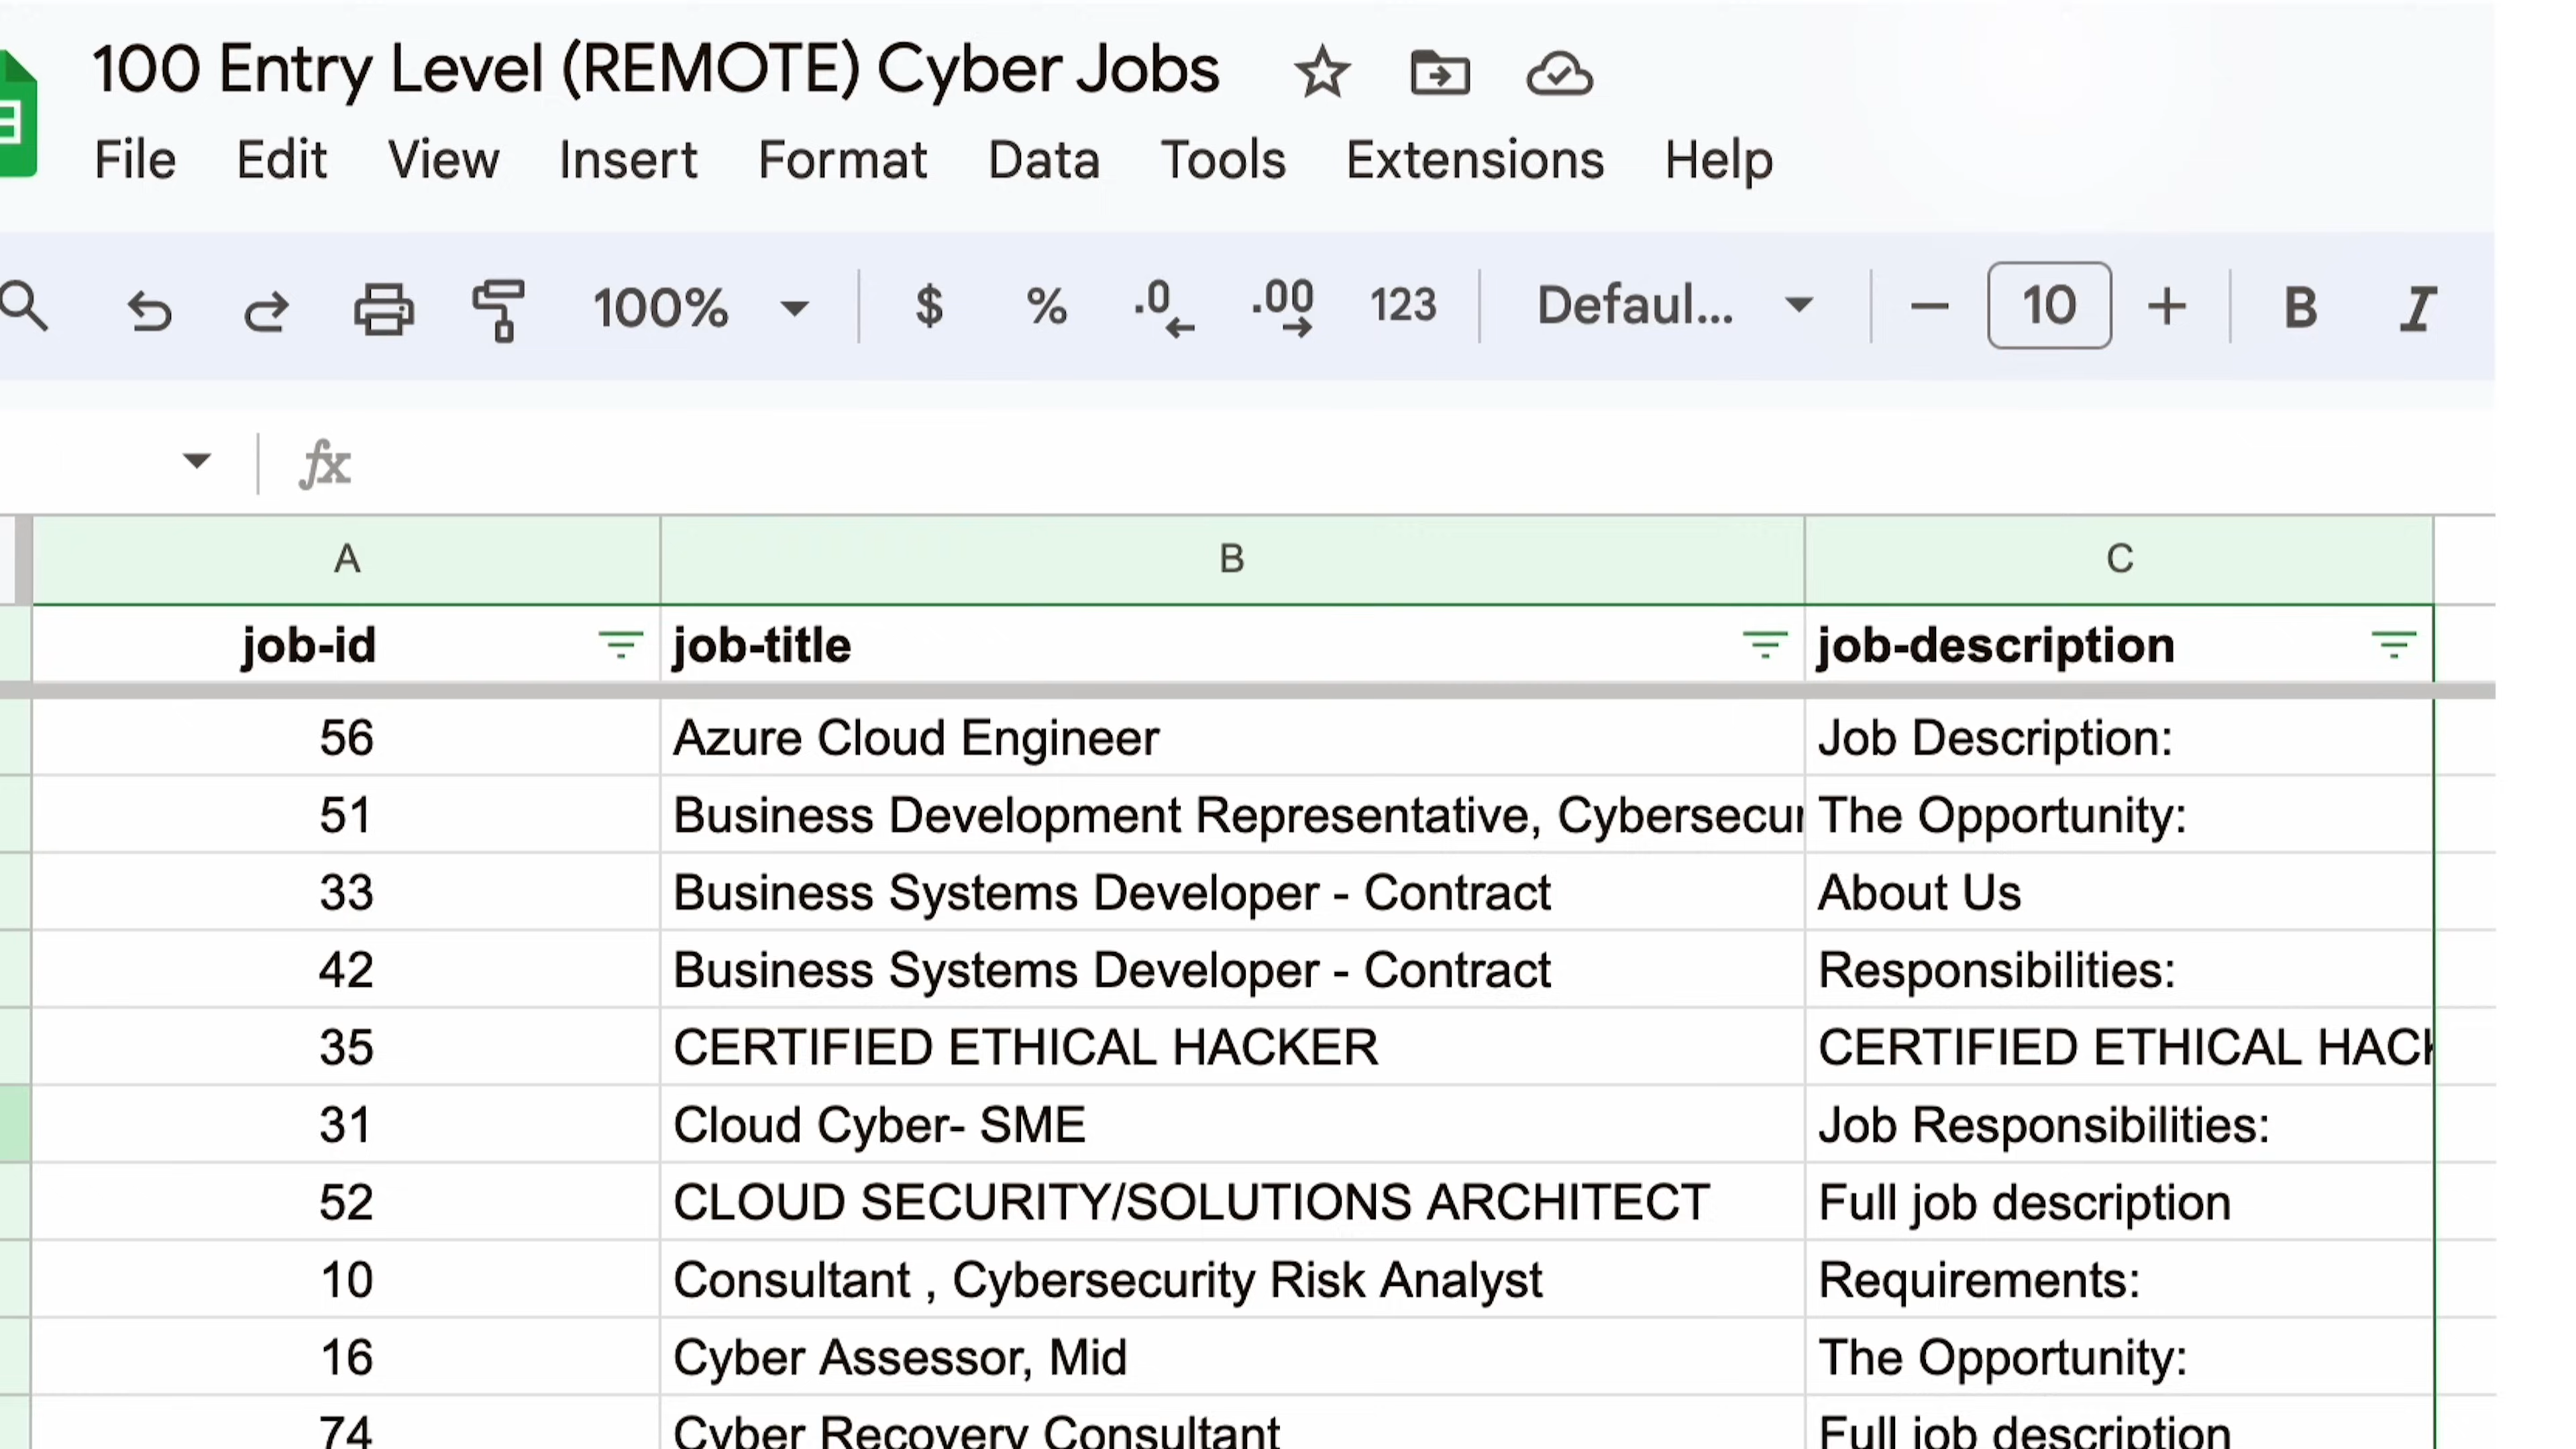 100 Entry Level (REMOTE) Cyber Jobs
File Edit View Insert Format Data Tools Extensions Help
100% $ % .0 .00 123 Defaul... 10 B I
fx
A B C
job-id job-title job-description
56 Azure Cloud Engineer Job Description:
51 Business Development Representative, Cybersecur The Opportunity:
33 Business Systems Developer - Contract About Us
42 Business Systems Developer - Contract Responsibilities:
35 CERTIFIED ETHICAL HACKER CERTIFIED ETHICAL HACK
31 Cloud Cyber- SME Job Responsibilities:
52 CLOUD SECURITY/SOLUTIONS ARCHITECT Full job description
10 Consultant , Cybersecurity Risk Analyst Requirements:
16 Cyber Assessor, Mid The Opportunity:
74 Cyber Recovery Consultant Full job description